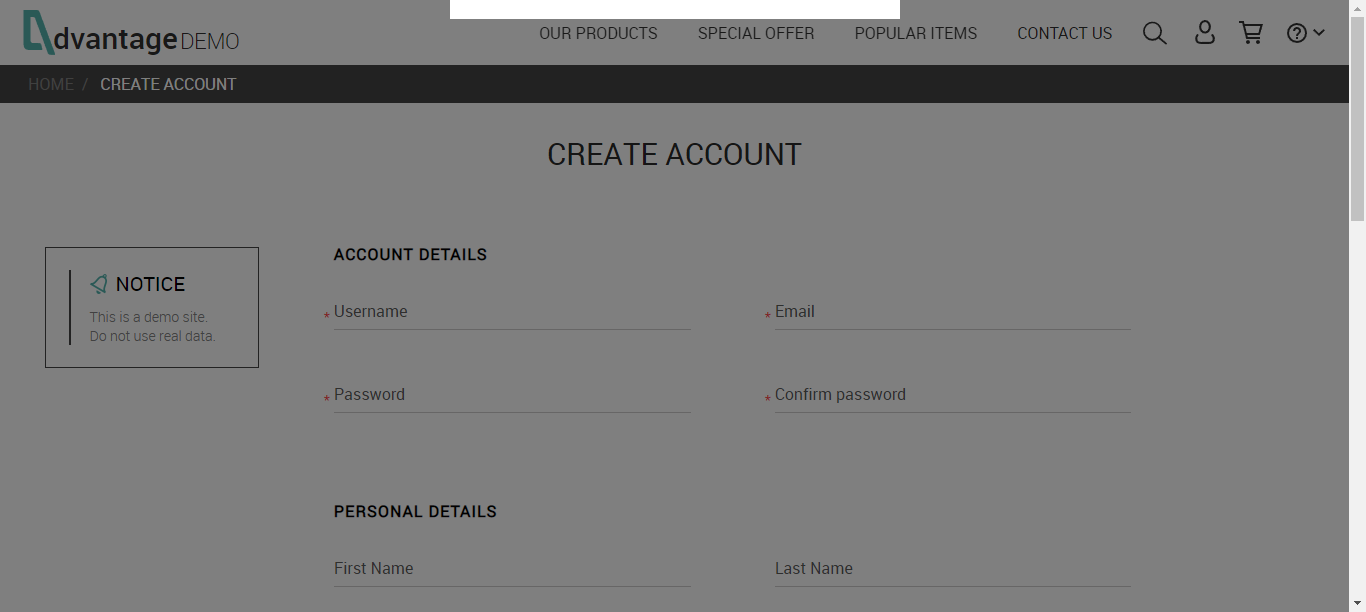 dvantage DEMO
OUR PRODUCTS SPECIAL OFFER POPULAR ITEMS CONTACT US
HOME / CREATE ACCOUNT
CREATE ACCOUNT
NOTICE
This is a demo site.
Do not use real data.
ACCOUNT DETAILS
* Username * Email
* Password * Confirm password
PERSONAL DETAILS
First Name Last Name